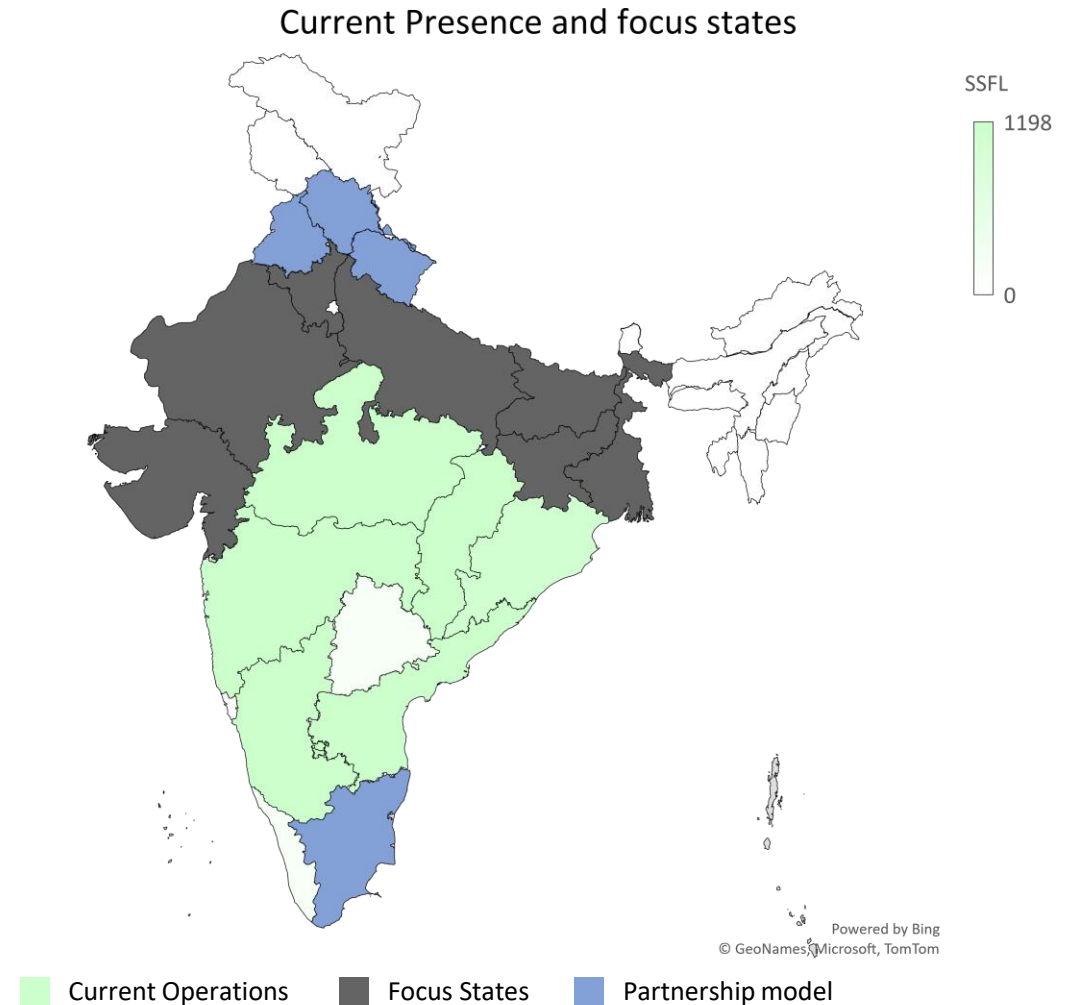 Current Presence and focus states
SSFL
1198
0
Powered by Bing
© GeoNames, Microsoft, TomTom
Current Operations
Focus States
Partnership model